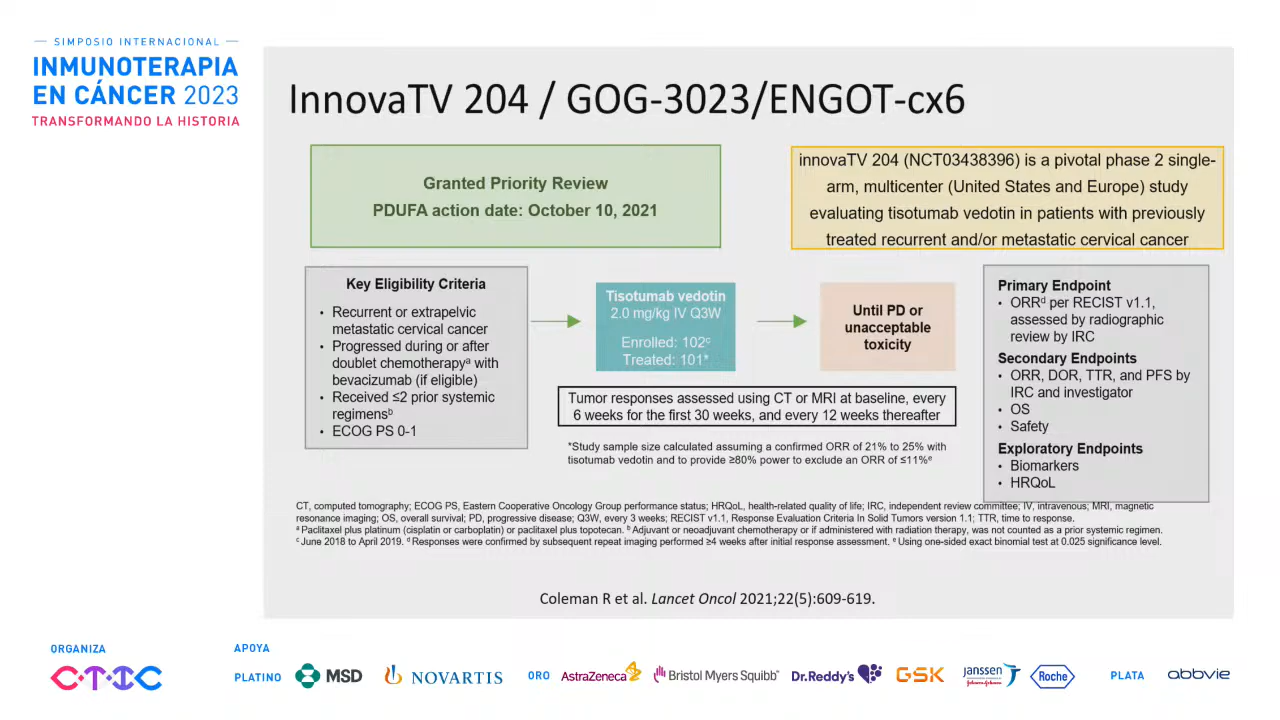 SIMPOSIO INTERNACIONAL
INMUNOTERAPIA
EN CÁNCER 2023
TRANSFORMANDO LA HISTORIA
InnovaTV 204 / GOG-3023/ENGOT-cx6
Granted Priority Review
PDUFA action date: October 10, 2021
innovaTV 204 (NCT03438396) is a pivotal phase 2 single-
arm, multicenter (United States and Europe) study
evaluating tisotumab vedotin in patients with previously
treated recurrent and/or metastatic cervical cancer
Key Eligibility Criteria
• Recurrent or extrapelvic
metastatic cervical cancer
• Progressed during or after
doublet chemotherapyᵃ with
bevacizumab (if eligible)
• Received ≤2 prior systemic
regimensᵇ
• ECOG PS 0-1
Tisotumab vedotin
2.0 mg/kg IV Q3W
Enrolled: 102ᶜ
Treated: 101*
Until PD or
unacceptable
toxicity
Tumor responses assessed using CT or MRI at baseline, every
6 weeks for the first 30 weeks, and every 12 weeks thereafter
*Study sample size calculated assuming a confirmed ORR of 21% to 25% with
tisotumab vedotin and to provide ≥80% power to exclude an ORR of ≤11%ᵉ
Primary Endpoint
• ORRᵈ per RECIST v1.1,
assessed by radiographic
review by IRC
Secondary Endpoints
• ORR, DOR, TTR, and PFS by
IRC and investigator
• OS
• Safety
Exploratory Endpoints
• Biomarkers
• HRQoL
CT, computed tomography; ECOG PS, Eastern Cooperative Oncology Group performance status; HRQoL, health-related quality of life; IRC, independent review committee; IV, intravenous; MRI, magnetic
resonance imaging; OS, overall survival; PD, progressive disease; Q3W, every 3 weeks; RECIST v1.1, Response Evaluation Criteria In Solid Tumors version 1.1; TTR, time to response.
ᵃ Paclitaxel plus platinum (cisplatin or carboplatin) or paclitaxel plus topotecan. ᵇ Adjuvant or neoadjuvant chemotherapy or if administered with radiation therapy, was not counted as a prior systemic regimen.
ᶜ June 2018 to April 2019. ᵈ Responses were confirmed by subsequent repeat imaging performed ≥4 weeks after initial response assessment. ᵉ Using one-sided exact binomial test at 0.025 significance level.
Coleman R et al. Lancet Oncol 2021;22(5):609-619.
ORGANIZA
CTIC
APOYA
PLATINO
MSD
NOVARTIS
ORO
AstraZeneca
Bristol Myers Squibb
Dr.Reddy's
GSK
Janssen
Johnson&Johnson
Roche
PLATA
abbvie